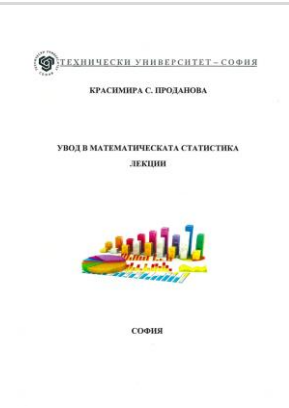 ТЕХНИЧЕСКИ УНИВЕРСИТЕТ – СОФИЯ
КРАСИМИРА С. ПРОДАНОВА
УВОД В МАТЕМАТИЧЕСКАТА СТАТИСТИКА
ЛЕКЦИИ
СОФИЯ